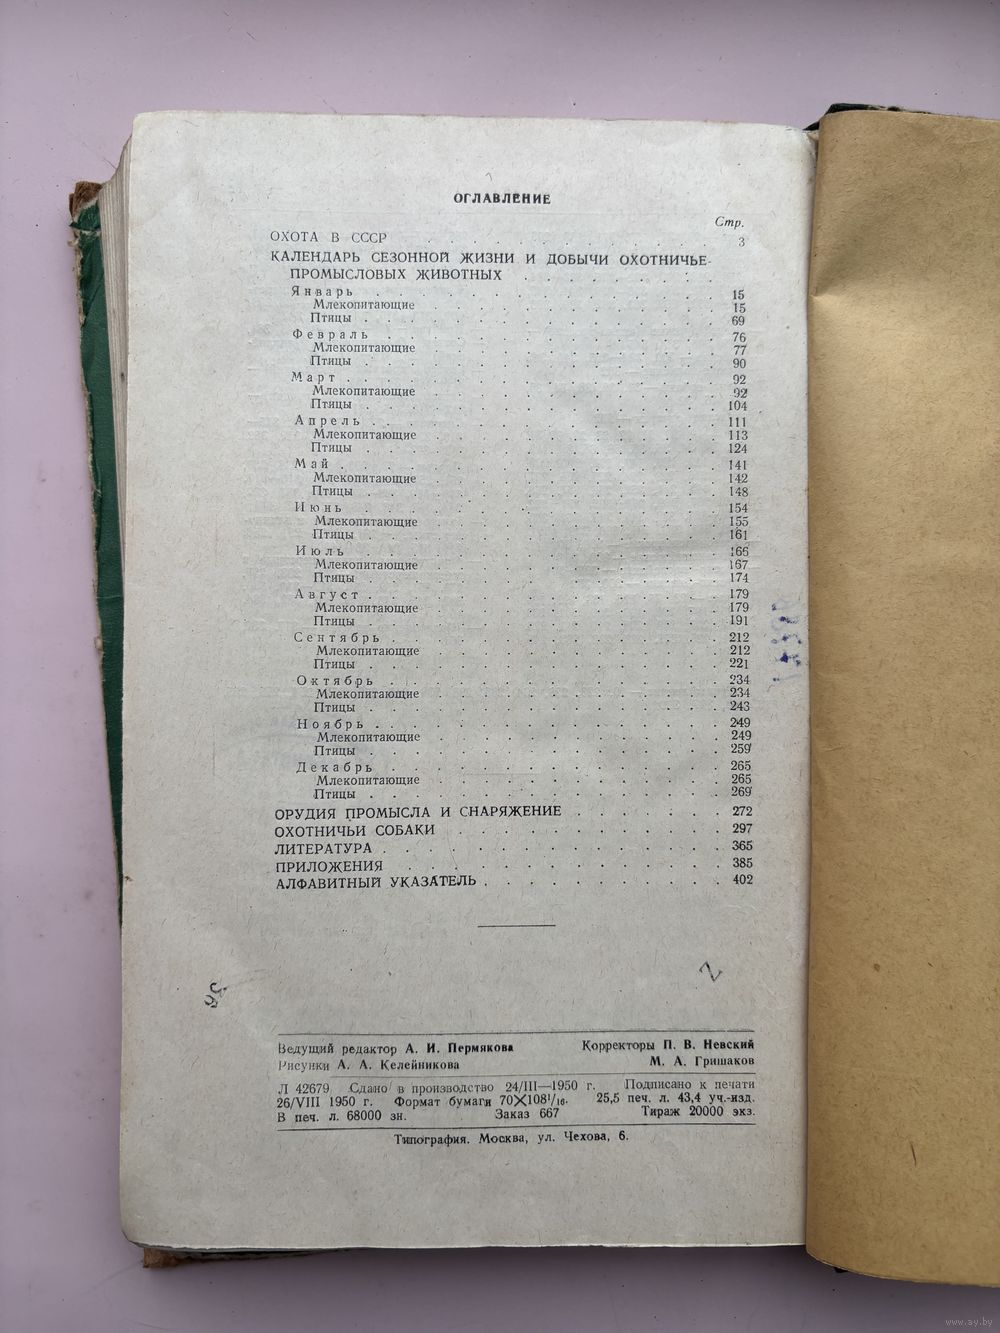 ОГЛАВЛЕНИЕ
Стр.
ОХОТА В СССР . . . . . . . . . . . 3
КАЛЕНДАРЬ СЕЗОННОЙ ЖИЗНИ И ДОБЫЧИ ОХОТНИЧЬЕ-
ПРОМЫСЛОВЫХ ЖИВОТНЫХ . . . . . . .
Январь . . . . . . . . . . . . 15
Млекопитающие . . . . . . . . . . 15
Птицы . . . . . . . . . . . . 69
Февраль . . . . . . . . . . . . 76
Млекопитающие . . . . . . . . . . 77
Птицы . . . . . . . . . . . . 90
Март . . . . . . . . . . . . 92
Млекопитающие . . . . . . . . . . 92
Птицы . . . . . . . . . . . . 104
Апрель . . . . . . . . . . . . 111
Млекопитающие . . . . . . . . . . 113
Птицы . . . . . . . . . . . . 124
Май . . . . . . . . . . . . 141
Млекопитающие . . . . . . . . . . 142
Птицы . . . . . . . . . . . . 148
Июнь . . . . . . . . . . . . 154
Млекопитающие . . . . . . . . . . 155
Птицы . . . . . . . . . . . . 161
Июль . . . . . . . . . . . . 166
Млекопитающие . . . . . . . . . . 167
Птицы . . . . . . . . . . . . 174
Август . . . . . . . . . . . . 179
Млекопитающие . . . . . . . . . . 179
Птицы . . . . . . . . . . . . 191
Сентябрь . . . . . . . . . . . . 212
Млекопитающие . . . . . . . . . . 212
Птицы . . . . . . . . . . . . 221
Октябрь . . . . . . . . . . . . 234
Млекопитающие . . . . . . . . . . 234
Птицы . . . . . . . . . . . . 243
Ноябрь . . . . . . . . . . . . 249
Млекопитающие . . . . . . . . . . 249
Птицы . . . . . . . . . . . . 259
Декабрь . . . . . . . . . . . . 265
Млекопитающие . . . . . . . . . . 265
Птицы . . . . . . . . . . . . 269
ОРУДИЯ ПРОМЫСЛА И СНАРЯЖЕНИЕ . . . . . . 272
ОХОТНИЧЬИ СОБАКИ . . . . . . . . . . 297
ЛИТЕРАТУРА . . . . . . . . . . . . 365
ПРИЛОЖЕНИЯ . . . . . . . . . . . 385
АЛФАВИТНЫЙ УКАЗАТЕЛЬ . . . . . . . . . 402
Ведущий редактор А. И. Пермякова Корректоры П. В. Невский
Рисунки А. А. Келейникова М. А. Гришаков
Л 42679 Сдано в производство 24/III—1950 г. Подписано к печати
26/VIII 1950 г. Формат бумаги 70×108¹/₁₆. 25,5 печ. л. 43,4 уч.-изд.
В печ. л. 68000 зн. Заказ 667 Тираж 20000 экз.
Типография. Москва, ул. Чехова, 6.
www.ay.by